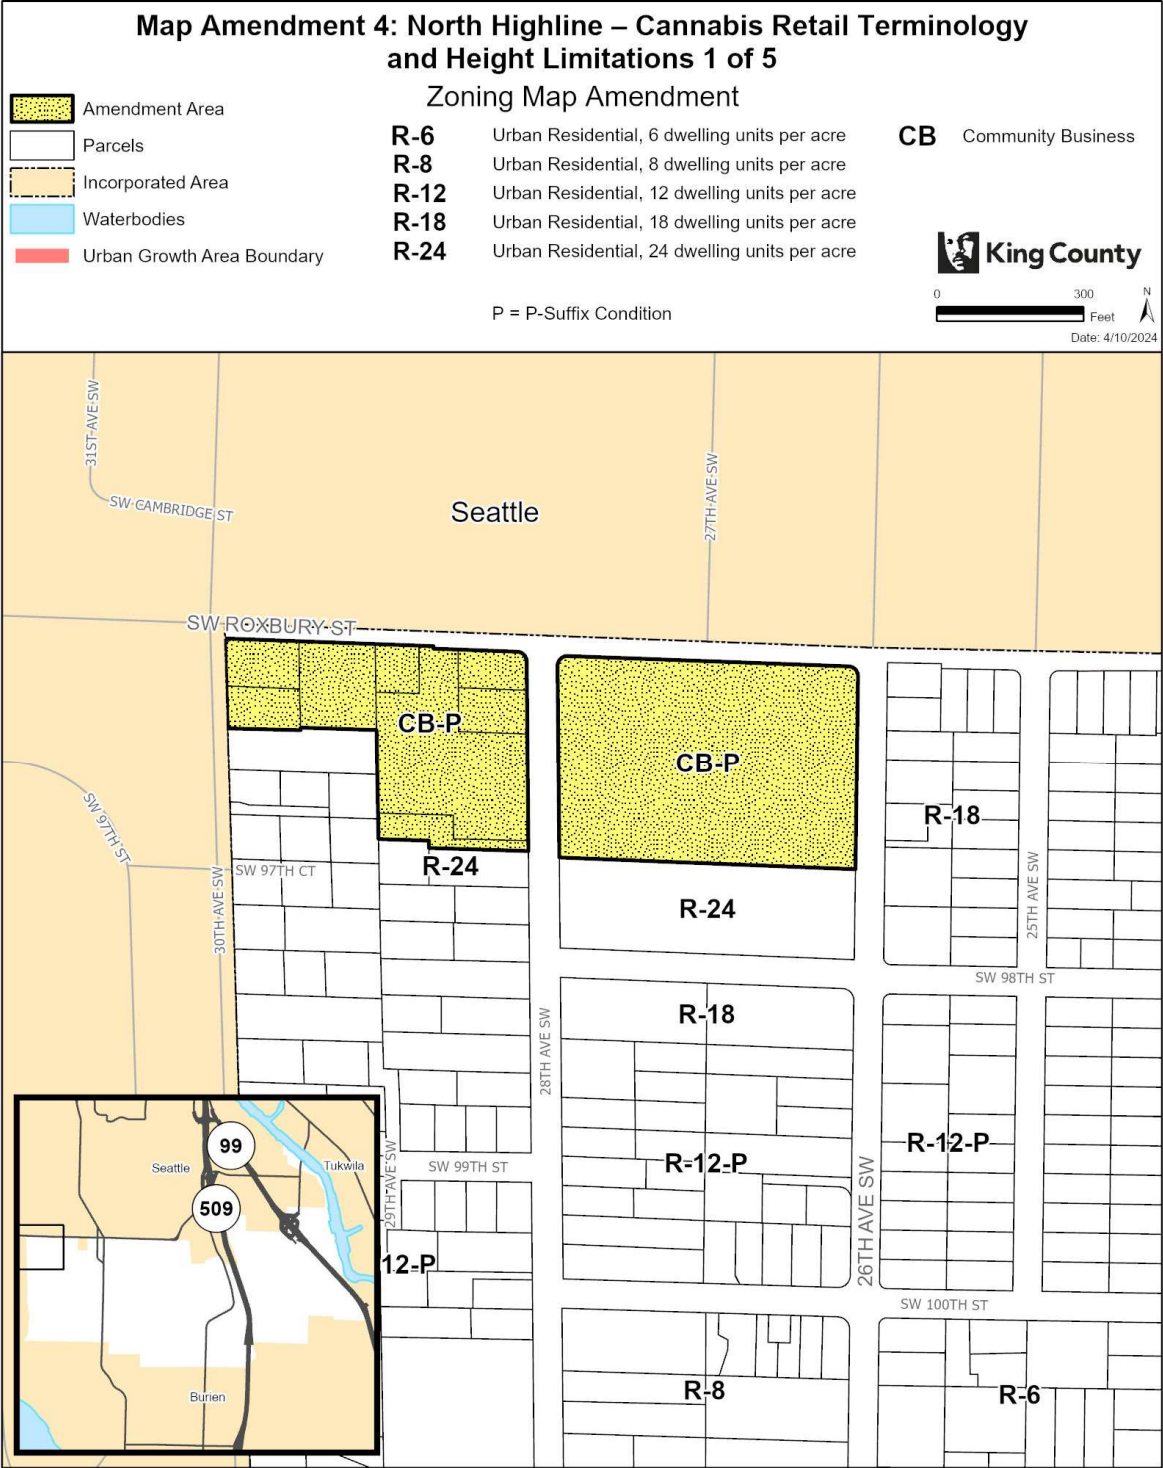 Map Amendment 4: North Highline – Cannabis Retail Terminology
and Height Limitations 1 of 5
Zoning Map Amendment
Amendment Area
Parcels
Incorporated Area
Waterbodies
Urban Growth Area Boundary
R-6 Urban Residential, 6 dwelling units per acre
R-8 Urban Residential, 8 dwelling units per acre
R-12 Urban Residential, 12 dwelling units per acre
R-18 Urban Residential, 18 dwelling units per acre
R-24 Urban Residential, 24 dwelling units per acre
P = P-Suffix Condition
CB Community Business
King County
0 300
Feet
N
Date: 4/10/2024
31ST AVE SW
SW CAMBRIDGE ST
Seattle
27TH AVE SW
SW ROXBURY ST
CB-P
CB-P
R-18
SW 97TH ST
R-24
SW 97TH CT
30TH AVE SW
R-24
25TH AVE SW
SW 98TH ST
R-18
28TH AVE SW
R-12-P
R-12-P
SW 99TH ST
29TH AVE SW
26TH AVE SW
12-P
SW 100TH ST
R-8
R-6
99
Seattle
Tukwila
509
Burien